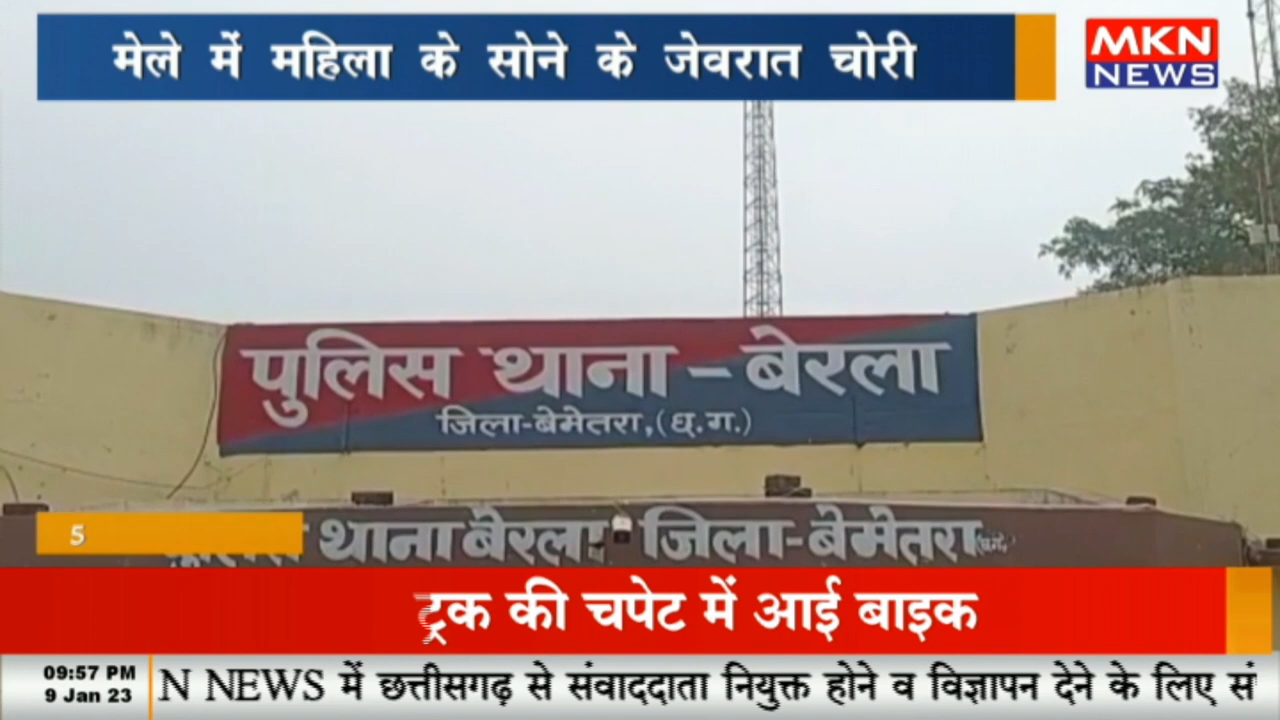 मेले में महिला के सोने के जेवरात चोरी
MKN
NEWS
पुलिस थाना - बेरला
जिला-बेमेतरा,(छ.ग.)
5
थाना बेरला जिला-बेमेतरा
ट्रक की चपेट में आई बाइक
09:57 PM
9 Jan 23
N NEWS में छत्तीसगढ़ से संवाददाता नियुक्त होने व विज्ञापन देने के लिए सं